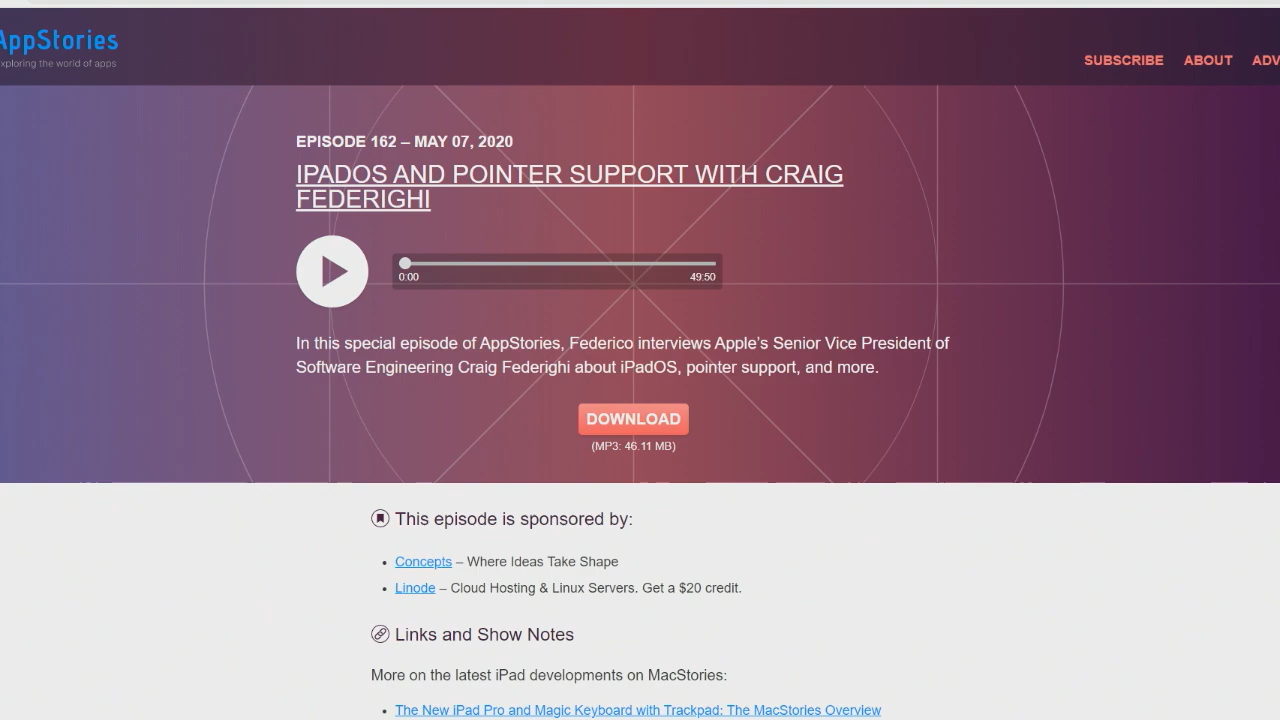 AppStories
xploring the world of apps
SUBSCRIBE ABOUT ADV
EPISODE 162 – MAY 07, 2020
IPADOS AND POINTER SUPPORT WITH CRAIG
FEDERIGHI
0:00 49:50
In this special episode of AppStories, Federico interviews Apple’s Senior Vice President of
Software Engineering Craig Federighi about iPadOS, pointer support, and more.
DOWNLOAD
(MP3: 46.11 MB)
This episode is sponsored by:
• Concepts – Where Ideas Take Shape
• Linode – Cloud Hosting & Linux Servers. Get a $20 credit.
Links and Show Notes
More on the latest iPad developments on MacStories:
• The New iPad Pro and Magic Keyboard with Trackpad: The MacStories Overview